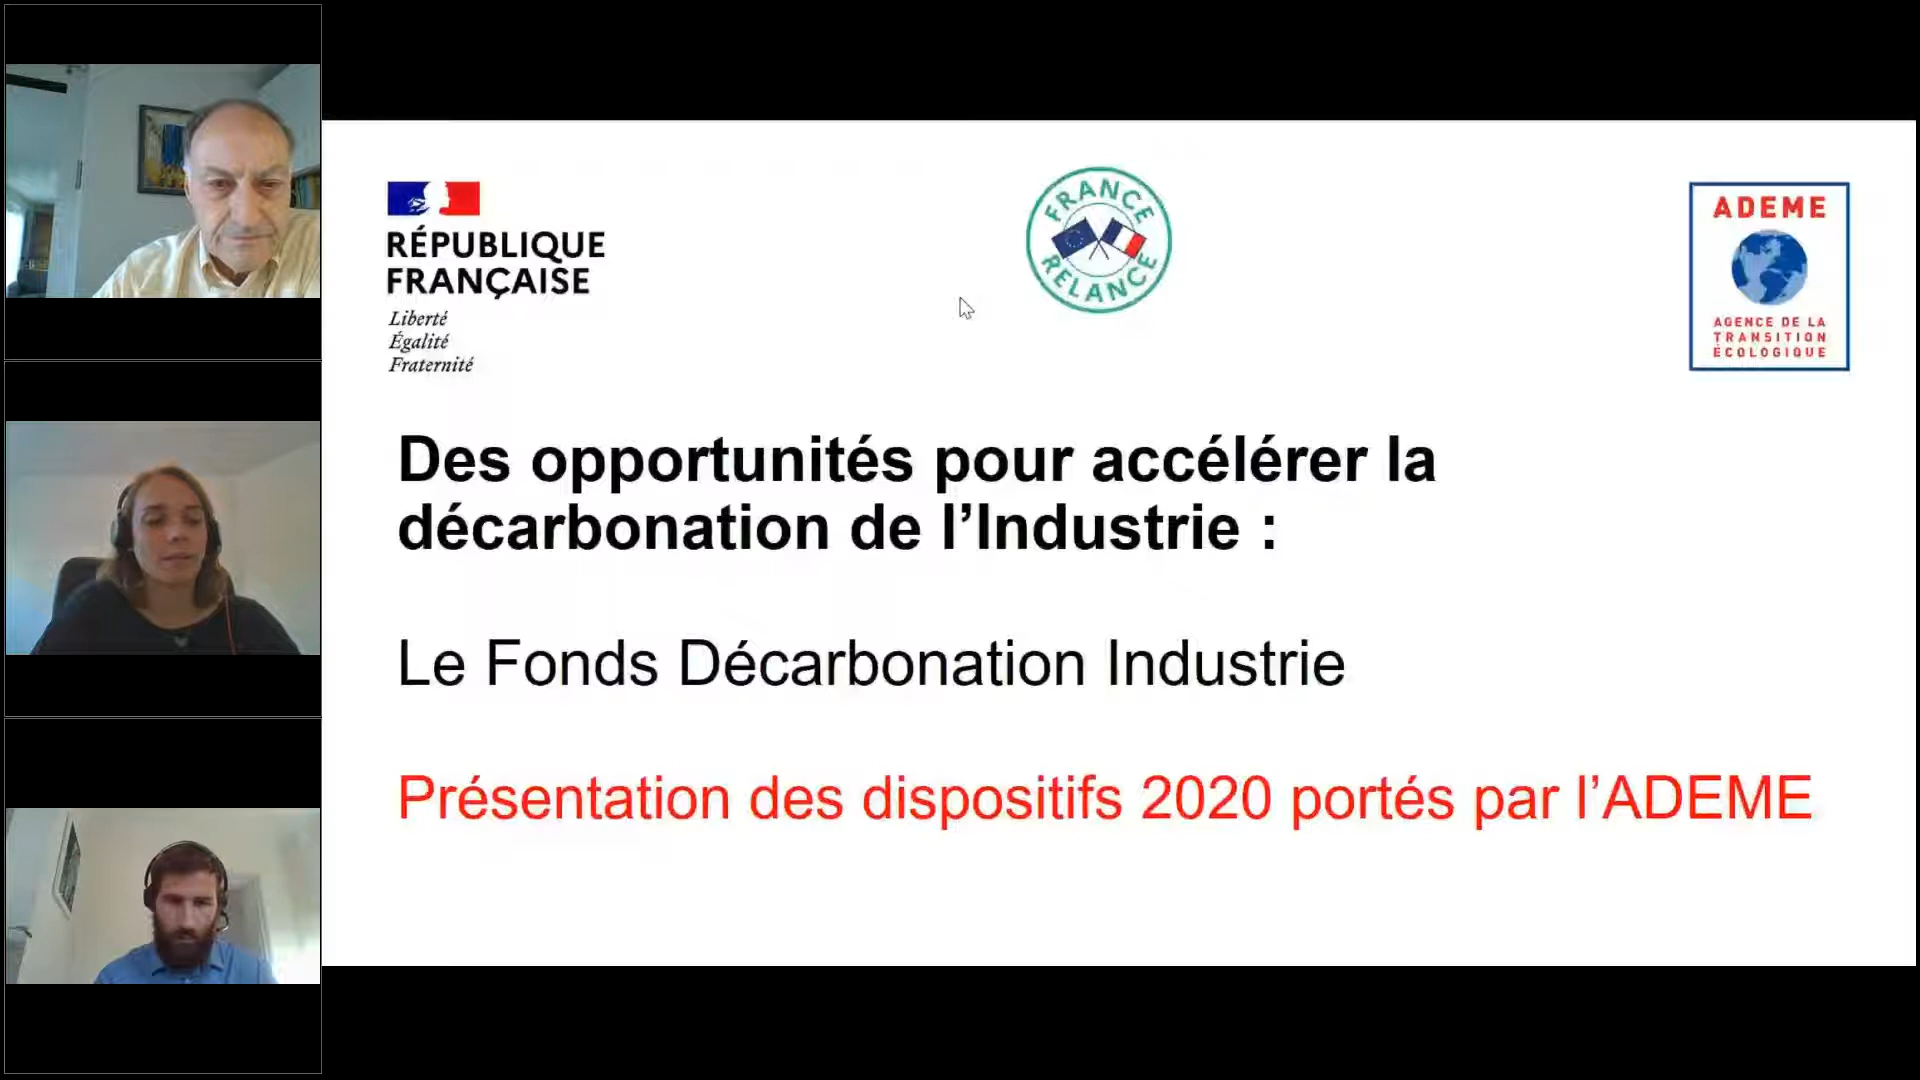 RÉPUBLIQUE
FRANÇAISE
Liberté
Égalité
Fraternité
FRANCE
RELANCE
ADEME
AGENCE DE LA
TRANSITION
ÉCOLOGIQUE
Des opportunités pour accélérer la
décarbonation de l’Industrie :
Le Fonds Décarbonation Industrie
Présentation des dispositifs 2020 portés par l’ADEME